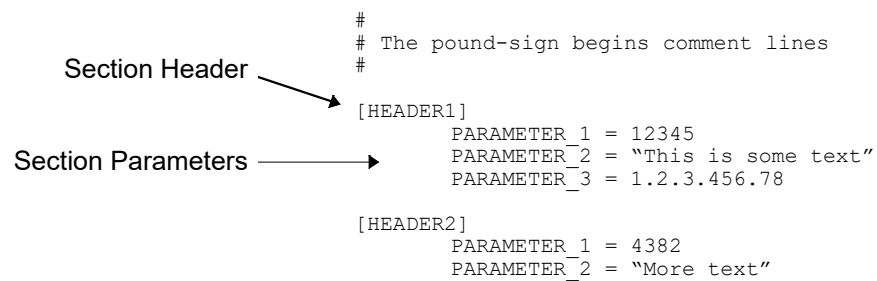 #
# The pound-sign begins comment lines
#
Section Header
[HEADER1]
PARAMETER_1 = 12345
Section Parameters
PARAMETER_2 = “This is some text”
PARAMETER_3 = 1.2.3.456.78
[HEADER2]
PARAMETER_1 = 4382
PARAMETER_2 = “More text”